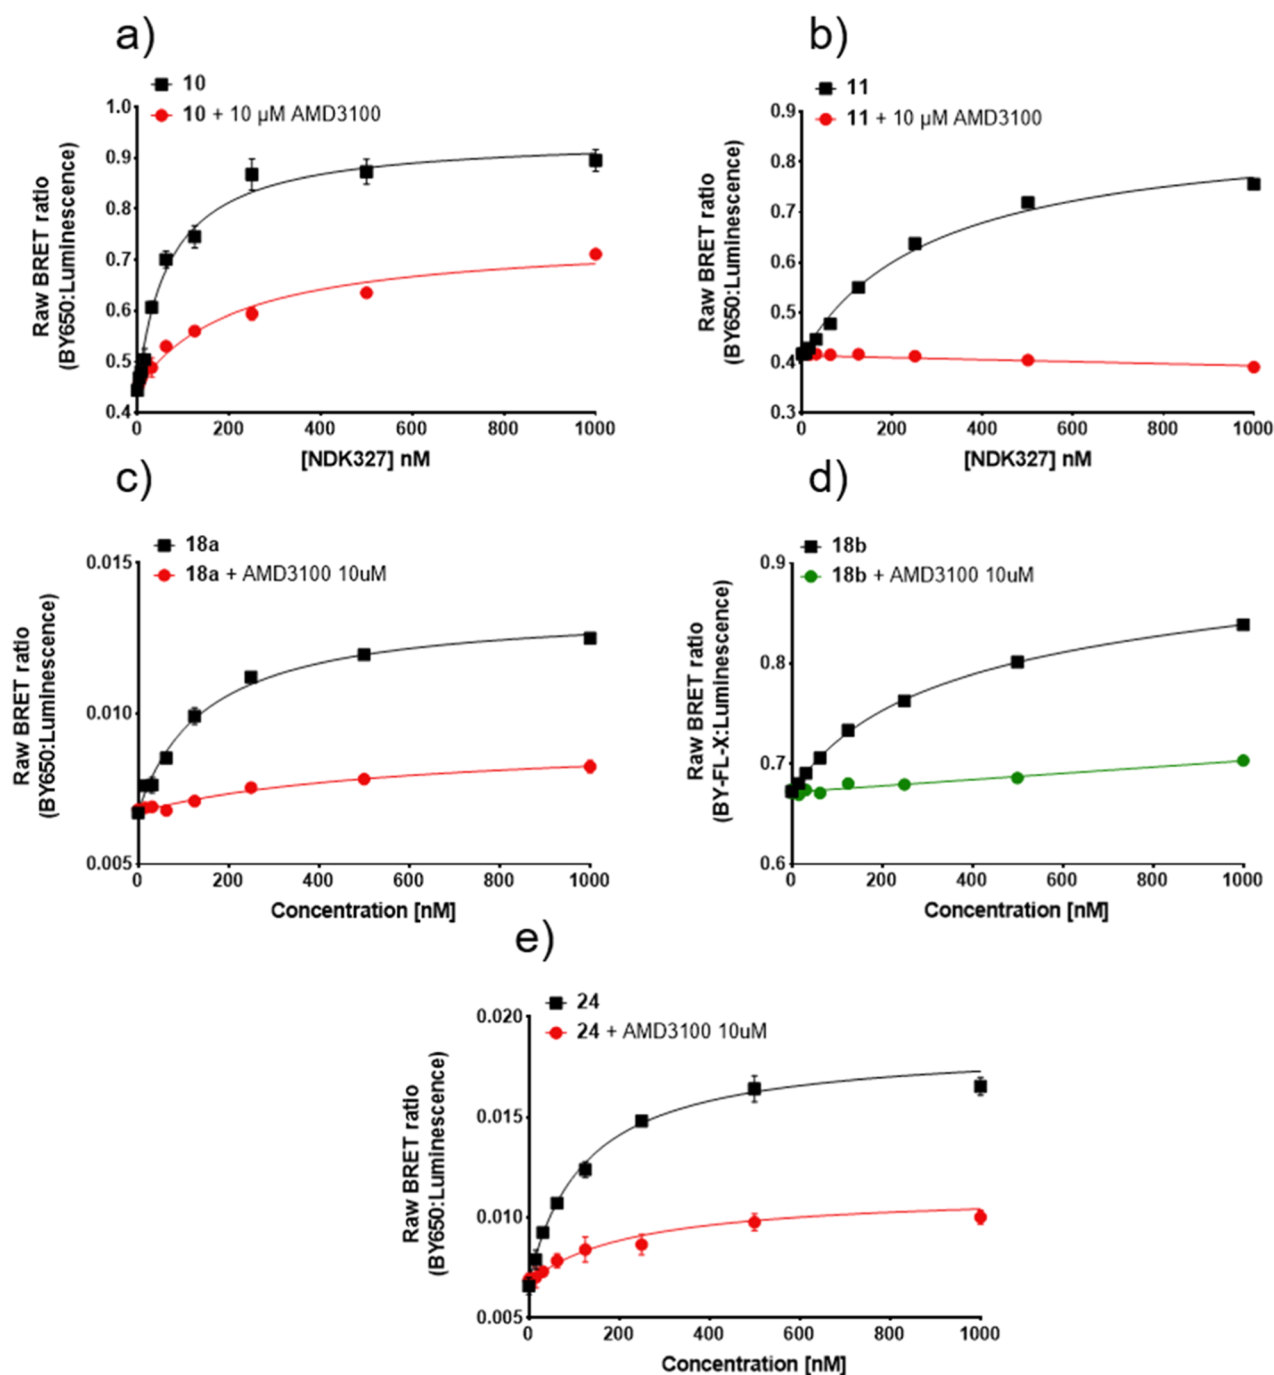 a)
10
10 + 10 µM AMD3100
Raw BRET ratio
(BY650:Luminescence)
1.0
0.9
0.8
0.7
0.6
0.5
0.4
0 200 400 600 800 1000
[NDK327] nM
b)
11
11 + 10 µM AMD3100
Raw BRET ratio
(BY650:Luminescence)
0.9
0.8
0.7
0.6
0.5
0.4
0.3
0 200 400 600 800 1000
[NDK327] nM
c)
18a
18a + AMD3100 10uM
Raw BRET ratio
(BY650:Luminescence)
0.015
0.010
0.005
0 200 400 600 800 1000
Concentration [nM]
d)
18b
18b + AMD3100 10uM
Raw BRET ratio
(BY-FL-X:Luminescence)
0.9
0.8
0.7
0.6
0 200 400 600 800 1000
Concentration [nM]
e)
24
24 + AMD3100 10uM
Raw BRET ratio
(BY650:Luminescence)
0.020
0.015
0.010
0.005
0 200 400 600 800 1000
Concentration [nM]